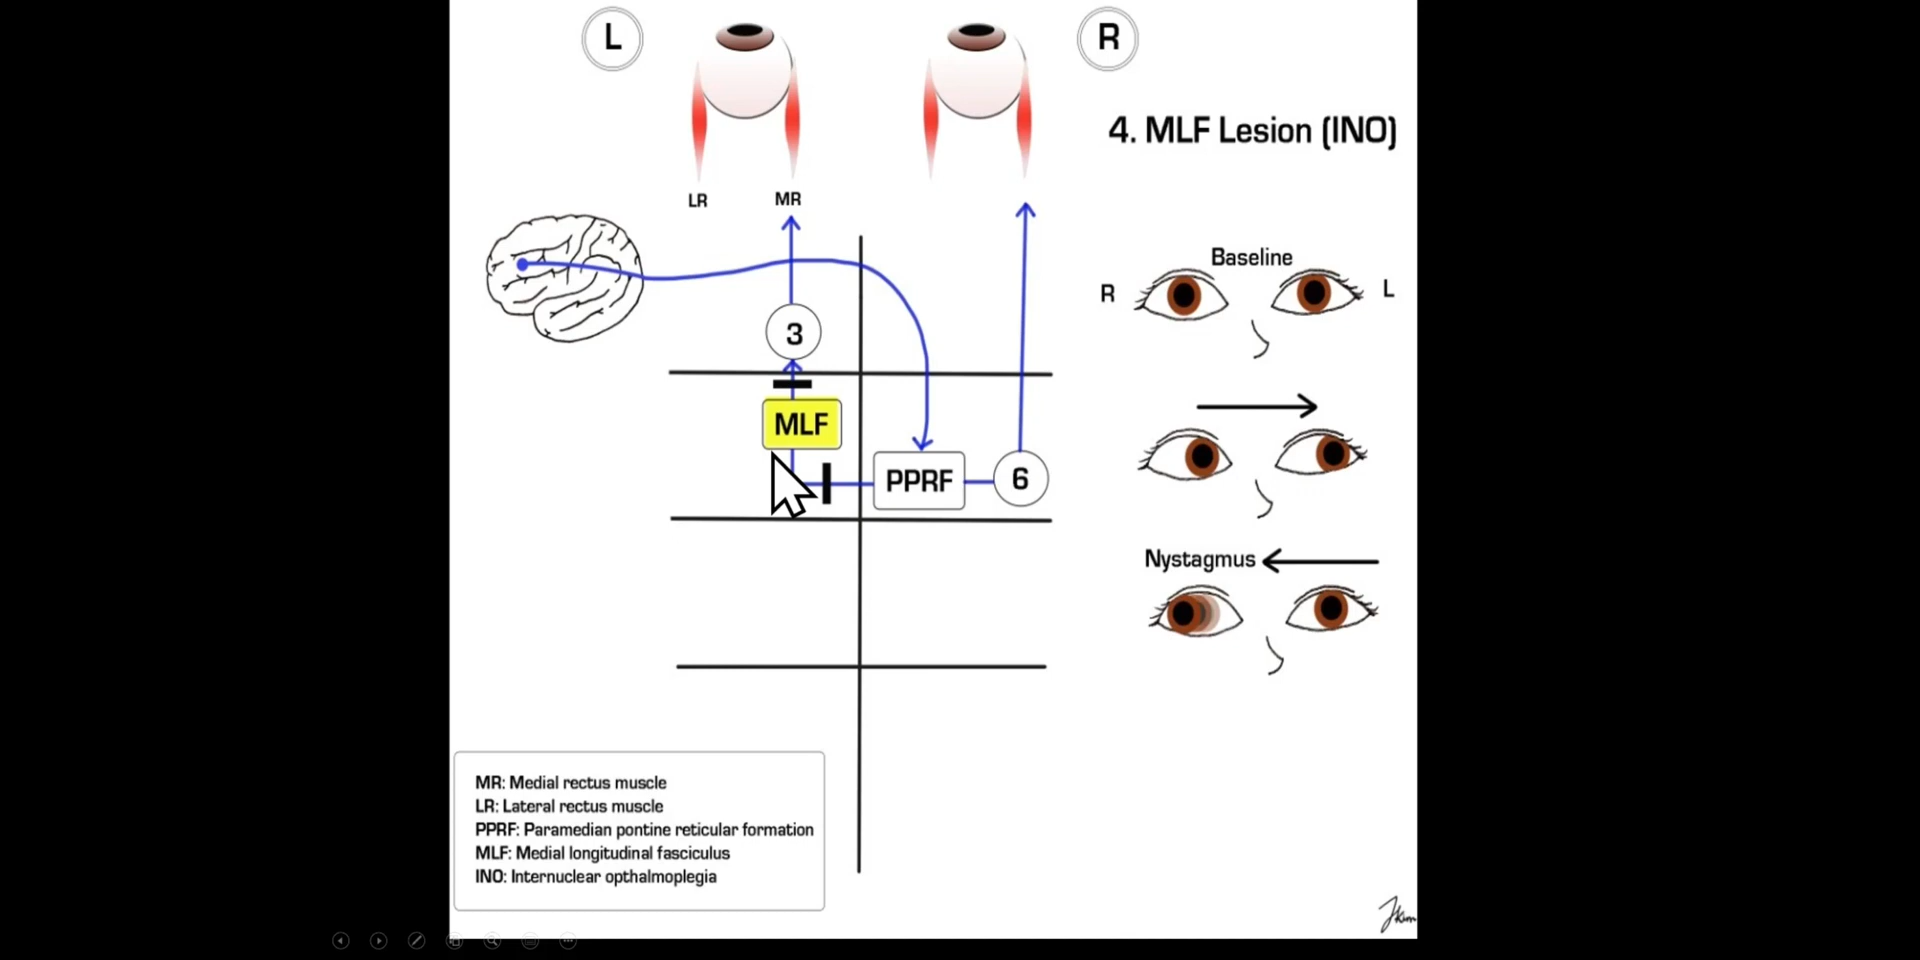 L
R
4. MLF Lesion (INO)
LR
MR
Baseline
R
L
3
MLF
PPRF
6
Nystagmus
MR: Medial rectus muscle
LR: Lateral rectus muscle
PPRF: Paramedian pontine reticular formation
MLF: Medial longitudinal fasciculus
INO: Internuclear opthalmoplegia